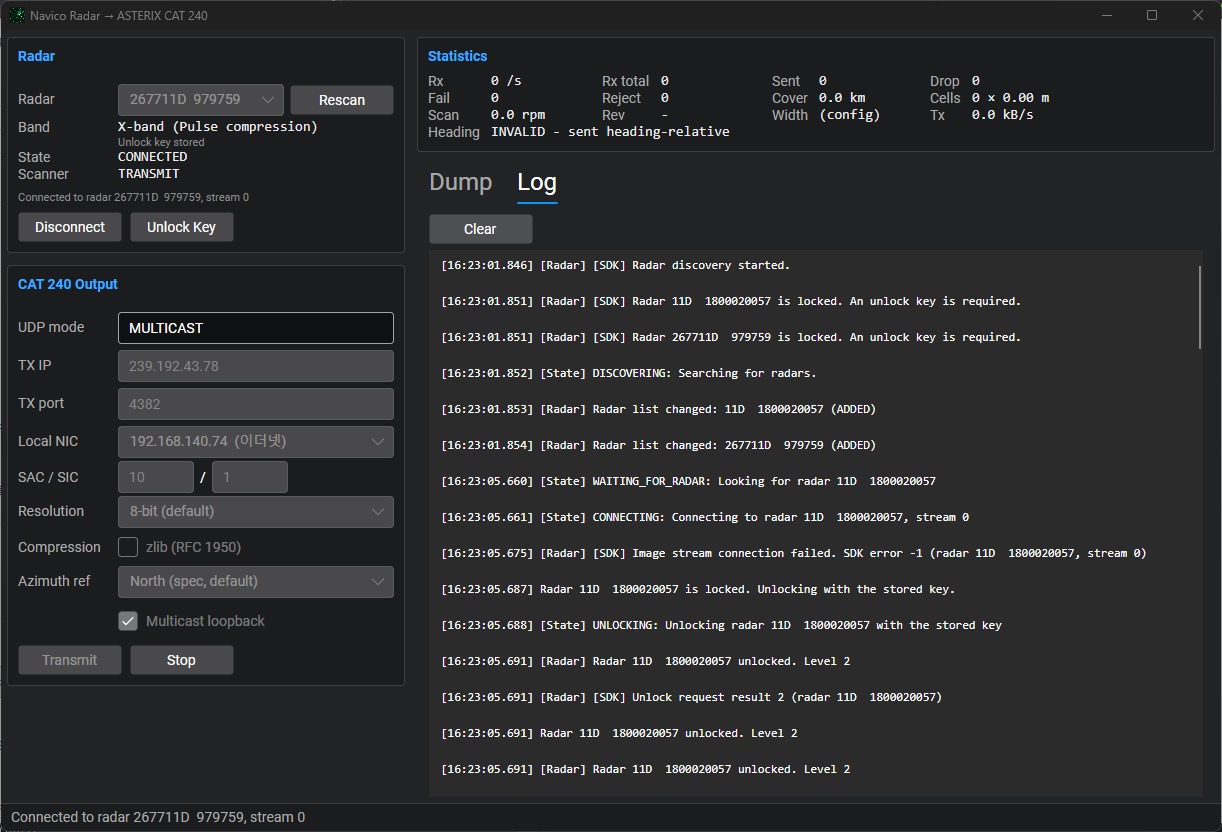 Navico Radar → ASTERIX CAT 240
Radar
Radar 267711D 979759 Rescan
Band X-band (Pulse compression)
Unlock key stored
State CONNECTED
Scanner TRANSMIT
Connected to radar 267711D 979759, stream 0
Disconnect Unlock Key
CAT 240 Output
UDP mode MULTICAST
TX IP 239.192.43.78
TX port 4382
Local NIC 192.168.140.74 (이더넷)
SAC / SIC 10 / 1
Resolution 8-bit (default)
Compression zlib (RFC 1950)
Azimuth ref North (spec, default)
Multicast loopback
Transmit Stop
Statistics
Rx 0 /s Rx total 0 Sent 0 Drop 0
Fail 0 Reject 0 Cover 0.0 km Cells 0 × 0.00 m
Scan 0.0 rpm Rev - Width (config) Tx 0.0 kB/s
Heading INVALID - sent heading-relative
Dump Log
Clear
[16:23:01.846] [Radar] [SDK] Radar discovery started.
[16:23:01.851] [Radar] [SDK] Radar 11D 1800020057 is locked. An unlock key is required.
[16:23:01.851] [Radar] [SDK] Radar 267711D 979759 is locked. An unlock key is required.
[16:23:01.852] [State] DISCOVERING: Searching for radars.
[16:23:01.853] [Radar] Radar list changed: 11D 1800020057 (ADDED)
[16:23:01.854] [Radar] Radar list changed: 267711D 979759 (ADDED)
[16:23:05.660] [State] WAITING_FOR_RADAR: Looking for radar 11D 1800020057
[16:23:05.661] [State] CONNECTING: Connecting to radar 11D 1800020057, stream 0
[16:23:05.675] [Radar] [SDK] Image stream connection failed. SDK error -1 (radar 11D 1800020057, stream 0)
[16:23:05.687] Radar 11D 1800020057 is locked. Unlocking with the stored key.
[16:23:05.688] [State] UNLOCKING: Unlocking radar 11D 1800020057 with the stored key
[16:23:05.691] [Radar] Radar 11D 1800020057 unlocked. Level 2
[16:23:05.691] [Radar] [SDK] Unlock request result 2 (radar 11D 1800020057)
[16:23:05.691] Radar 11D 1800020057 unlocked. Level 2
[16:23:05.691] [Radar] Radar 11D 1800020057 unlocked. Level 2
Connected to radar 267711D 979759, stream 0